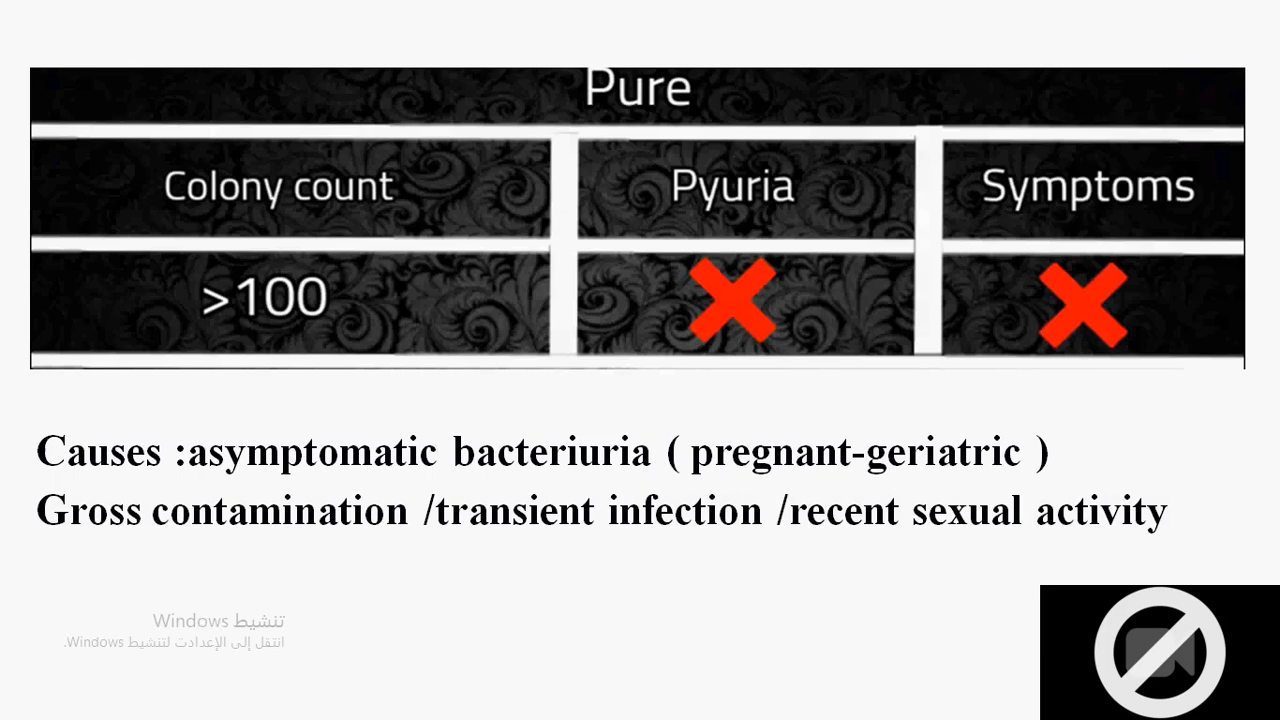 Pure
Colony count Pyuria Symptoms
>100
Causes :asymptomatic bacteriuria ( pregnant-geriatric )
Gross contamination /transient infection /recent sexual activity
تنشيط Windows
انتقل إلى الإعدادت لتنشيط Windows.